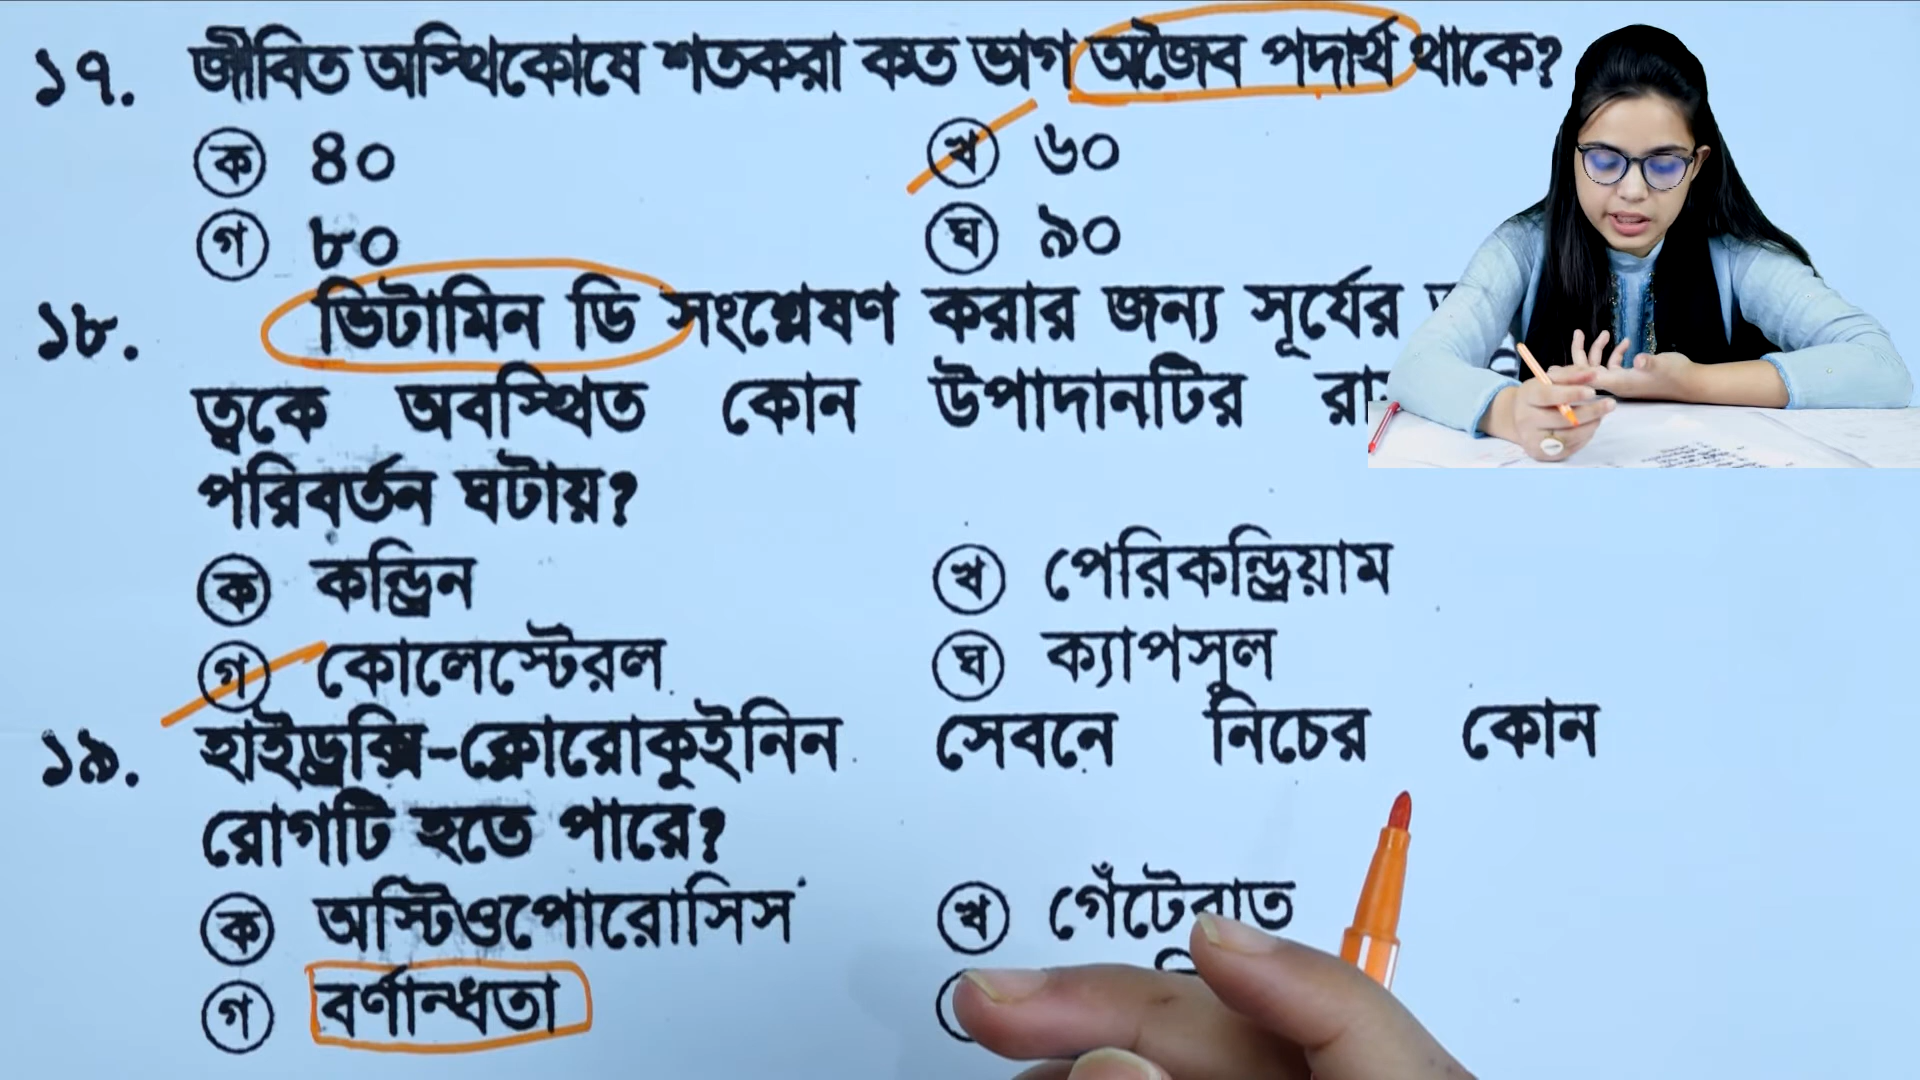 ১৭. জীবিত অস্থিকোষে শতকরা কত ভাগ অজৈব পদার্থ থাকে?
ক ৪০ খ ৬০
গ ৮০ ঘ ৯০
১৮. ভিটামিন ডি সংশ্লেষণ করার জন্য সূর্যের
ত্বকে অবস্থিত কোন উপাদানটির
পরিবর্তন ঘটায়?
ক কন্ড্রিন খ পেরিকন্ড্রিয়াম
গ কোলেস্টেরল ঘ ক্যাপসুল
১৯. হাইড্রক্সি-ক্লোরোকুইনিন সেবনে নিচের কোন
রোগটি হতে পারে?
ক অস্টিওপোরোসিস খ গেঁটেবাত
গ বর্ণান্ধতা